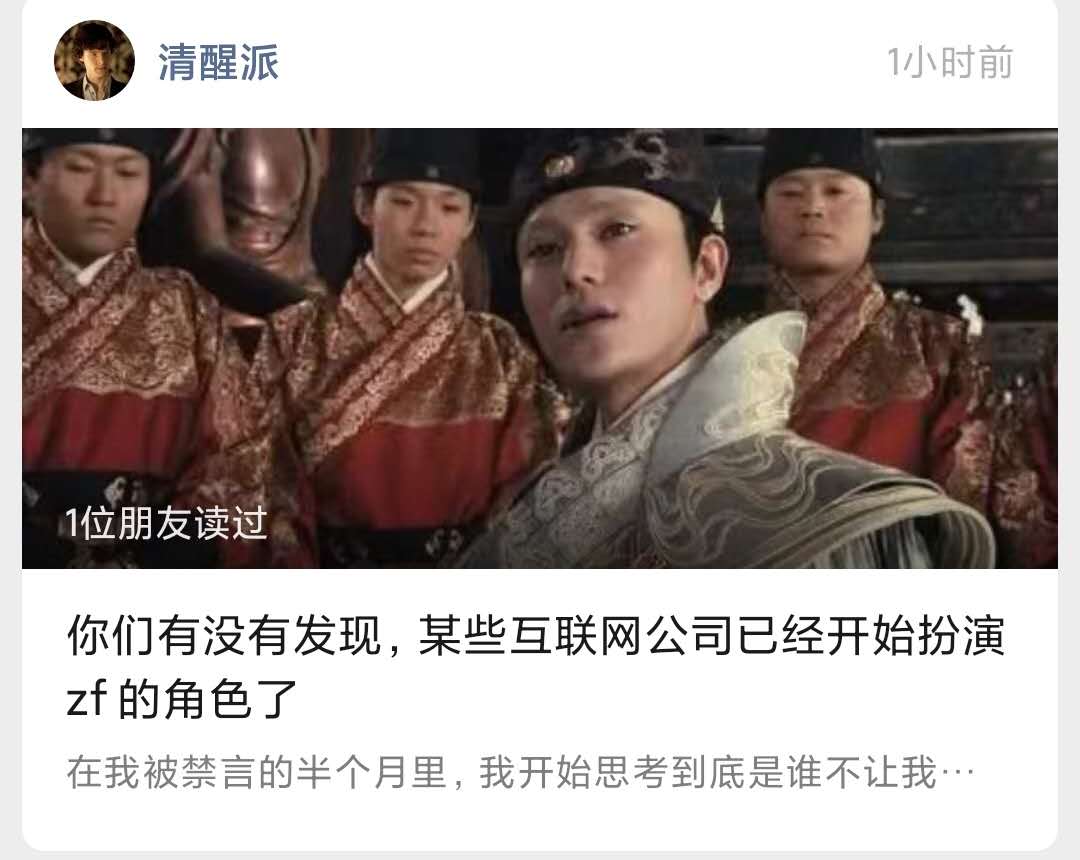 清醒派
1小时前
1位朋友读过
你们有没有发现，某些互联网公司已经开始扮演
zf的角色了
在我被禁言的半个月里，我开始思考到底是谁不让我…